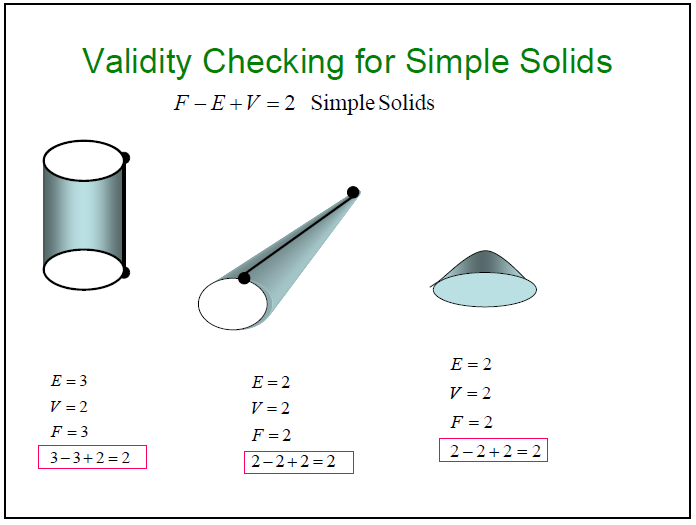 Validity Checking for Simple Solids
F − E + V = 2 Simple Solids
E = 3
V = 2
F = 3
3 − 3 + 2 = 2
E = 2
V = 2
F = 2
2 − 2 + 2 = 2
E = 2
V = 2
F = 2
2 − 2 + 2 = 2